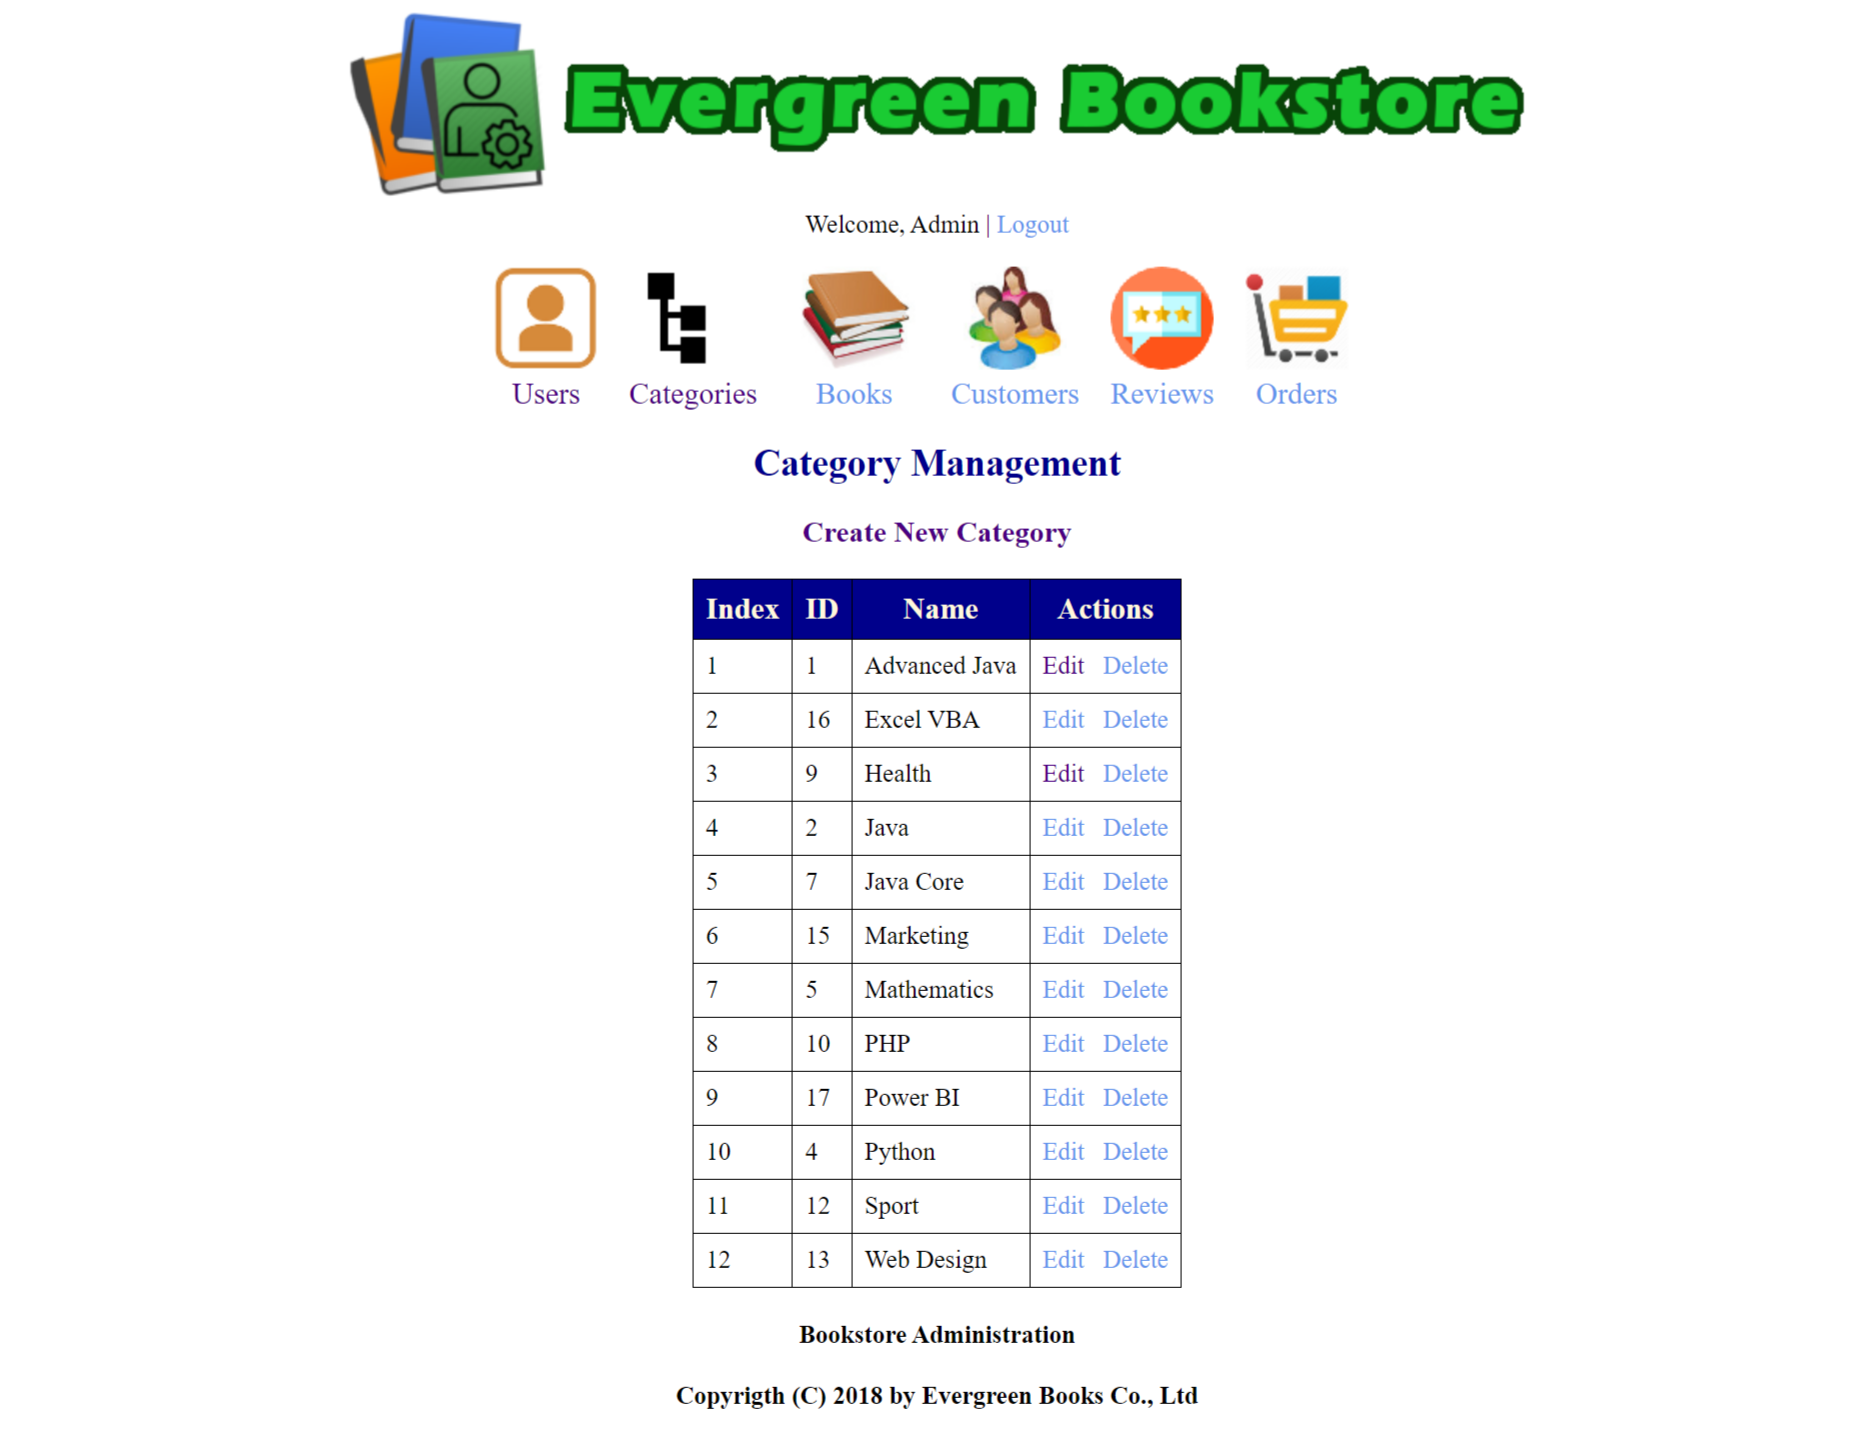 Evergreen Bookstore
Welcome, Admin | Logout
Users Categories Books Customers Reviews Orders
Category Management
Create New Category
Index ID Name Actions
1 1 Advanced Java Edit Delete
2 16 Excel VBA Edit Delete
3 9 Health Edit Delete
4 2 Java Edit Delete
5 7 Java Core Edit Delete
6 15 Marketing Edit Delete
7 5 Mathematics Edit Delete
8 10 PHP Edit Delete
9 17 Power BI Edit Delete
10 4 Python Edit Delete
11 12 Sport Edit Delete
12 13 Web Design Edit Delete
Bookstore Administration
Copyrigth (C) 2018 by Evergreen Books Co., Ltd